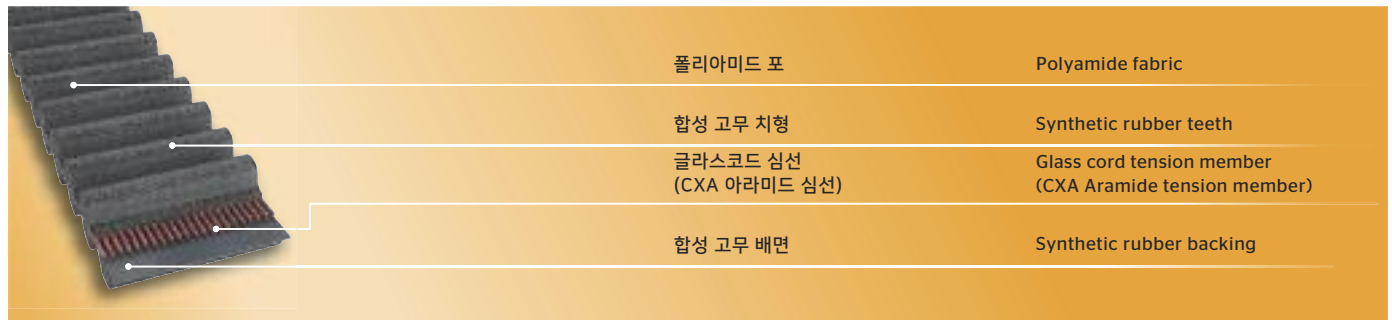 폴리아미드 포 Polyamide fabric
합성 고무 치형 Synthetic rubber teeth
글라스코드 심선 Glass cord tension member
(CXA 아라미드 심선) (CXA Aramide tension member)
합성 고무 배면 Synthetic rubber backing